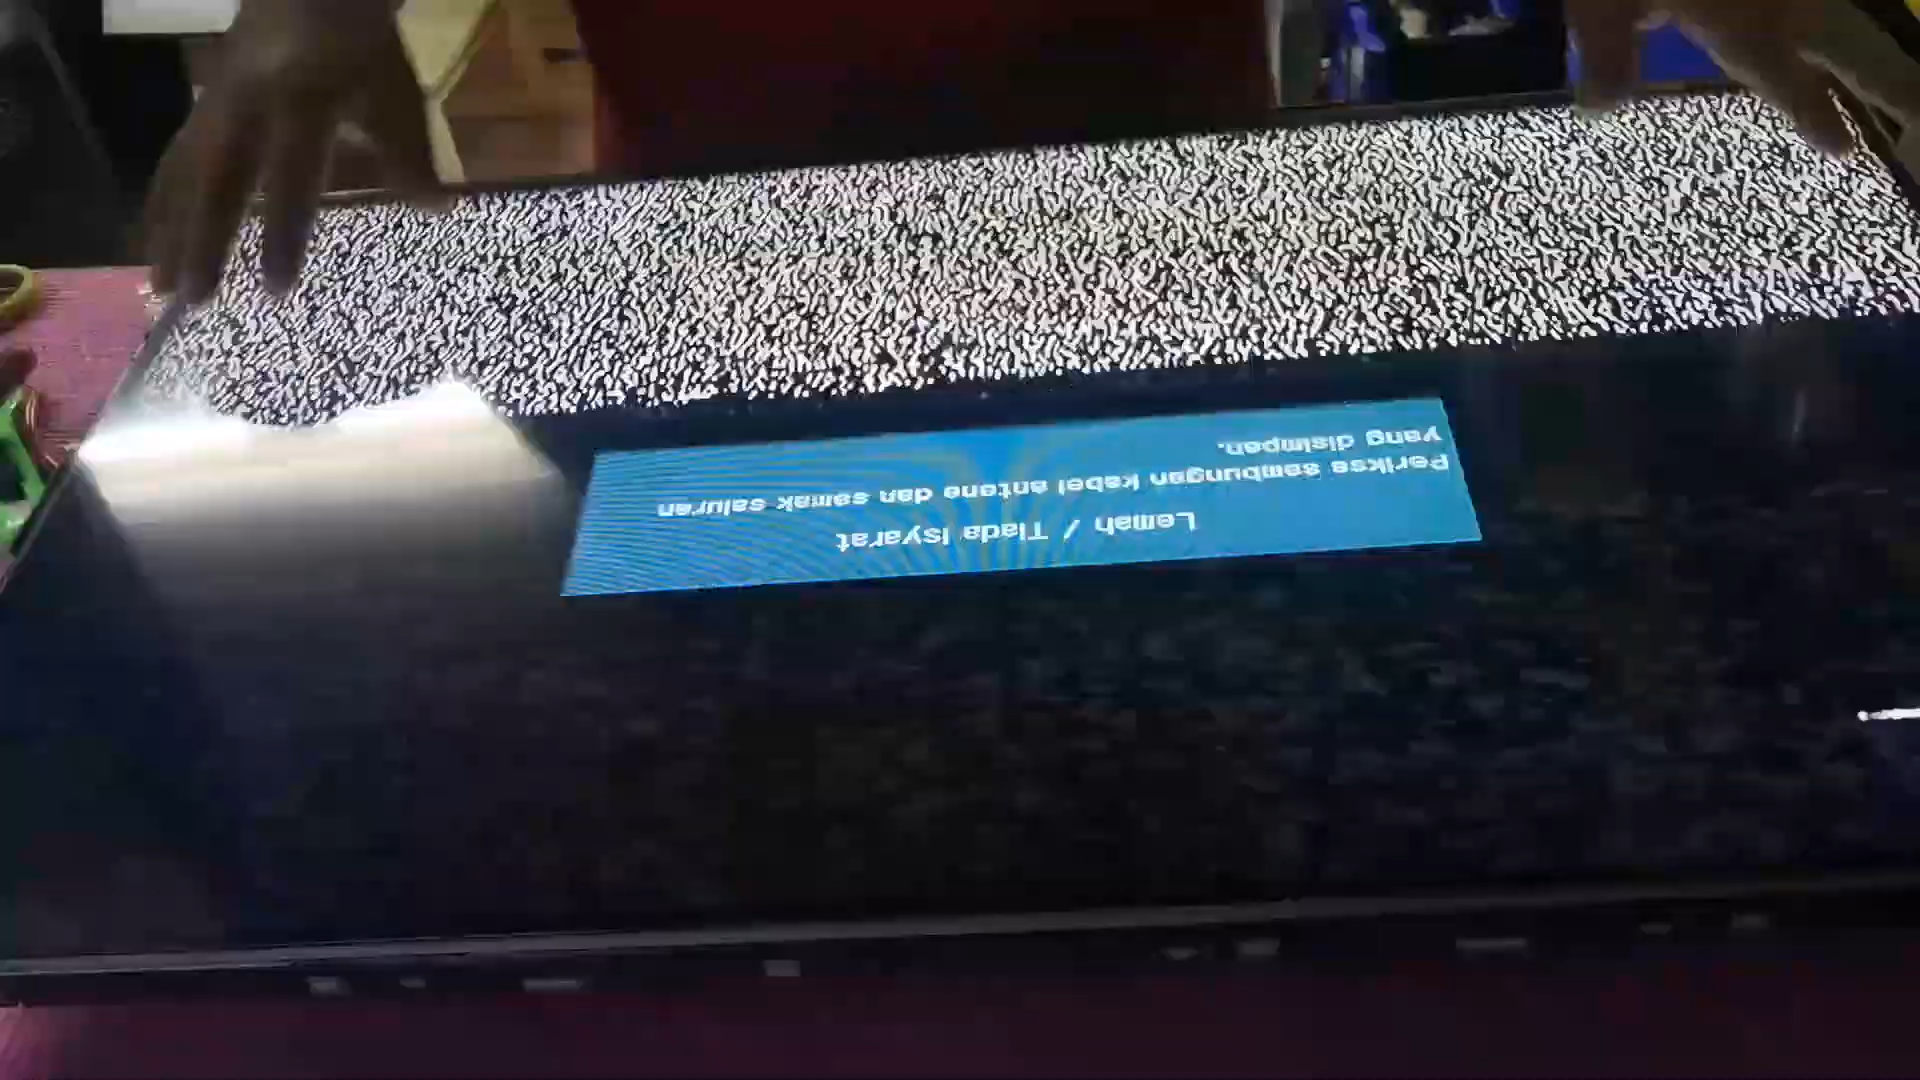 Lemah / Tiada Isyarat
Periksa sambungan kabel antena dan semak saluran
yang disimpan.